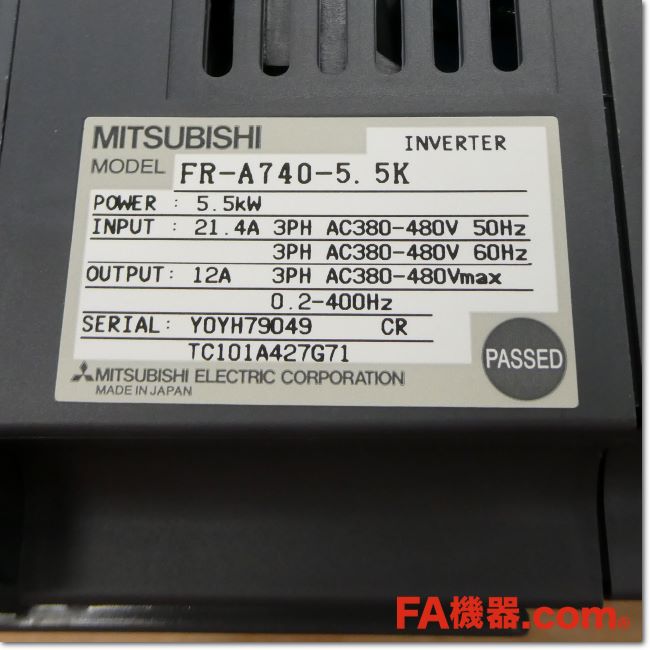 MITSUBISHI
INVERTER
MODEL FR-A740-5.5K
POWER : 5.5kW
INPUT : 21.4A 3PH AC380-480V 50Hz
3PH AC380-480V 60Hz
OUTPUT: 12A 3PH AC380-480Vmax
0.2-400Hz
SERIAL: Y0YH79049 CR
TC101A427G71
PASSED
MITSUBISHI ELECTRIC CORPORATION
MADE IN JAPAN
FA機器.com®